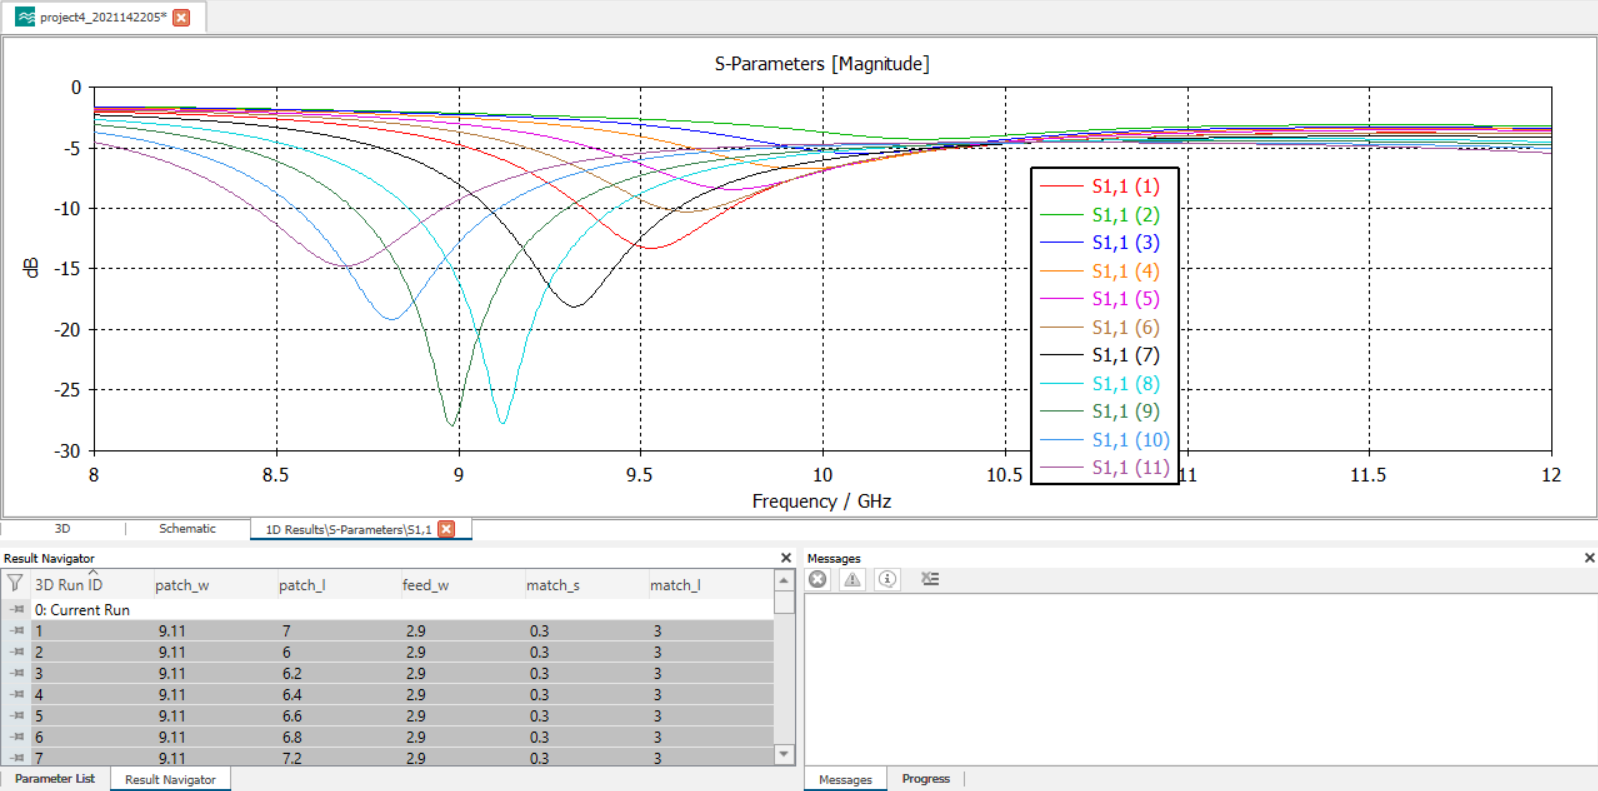 project4_2021142205*
S-Parameters [Magnitude]
0
-5
-10
-15
-20
-25
-30
dB
8 8.5 9 9.5 10 10.5 11 11.5 12
Frequency / GHz
S1,1 (1)
S1,1 (2)
S1,1 (3)
S1,1 (4)
S1,1 (5)
S1,1 (6)
S1,1 (7)
S1,1 (8)
S1,1 (9)
S1,1 (10)
S1,1 (11)
3D Schematic 1D Results\S-Parameters\S1,1
Result Navigator
3D Run ID patch_w patch_l feed_w match_s match_l
0: Current Run
1 9.11 7 2.9 0.3 3
2 9.11 6 2.9 0.3 3
3 9.11 6.2 2.9 0.3 3
4 9.11 6.4 2.9 0.3 3
5 9.11 6.6 2.9 0.3 3
6 9.11 6.8 2.9 0.3 3
7 9.11 7.2 2.9 0.3 3
Parameter List Result Navigator
Messages
Messages Progress